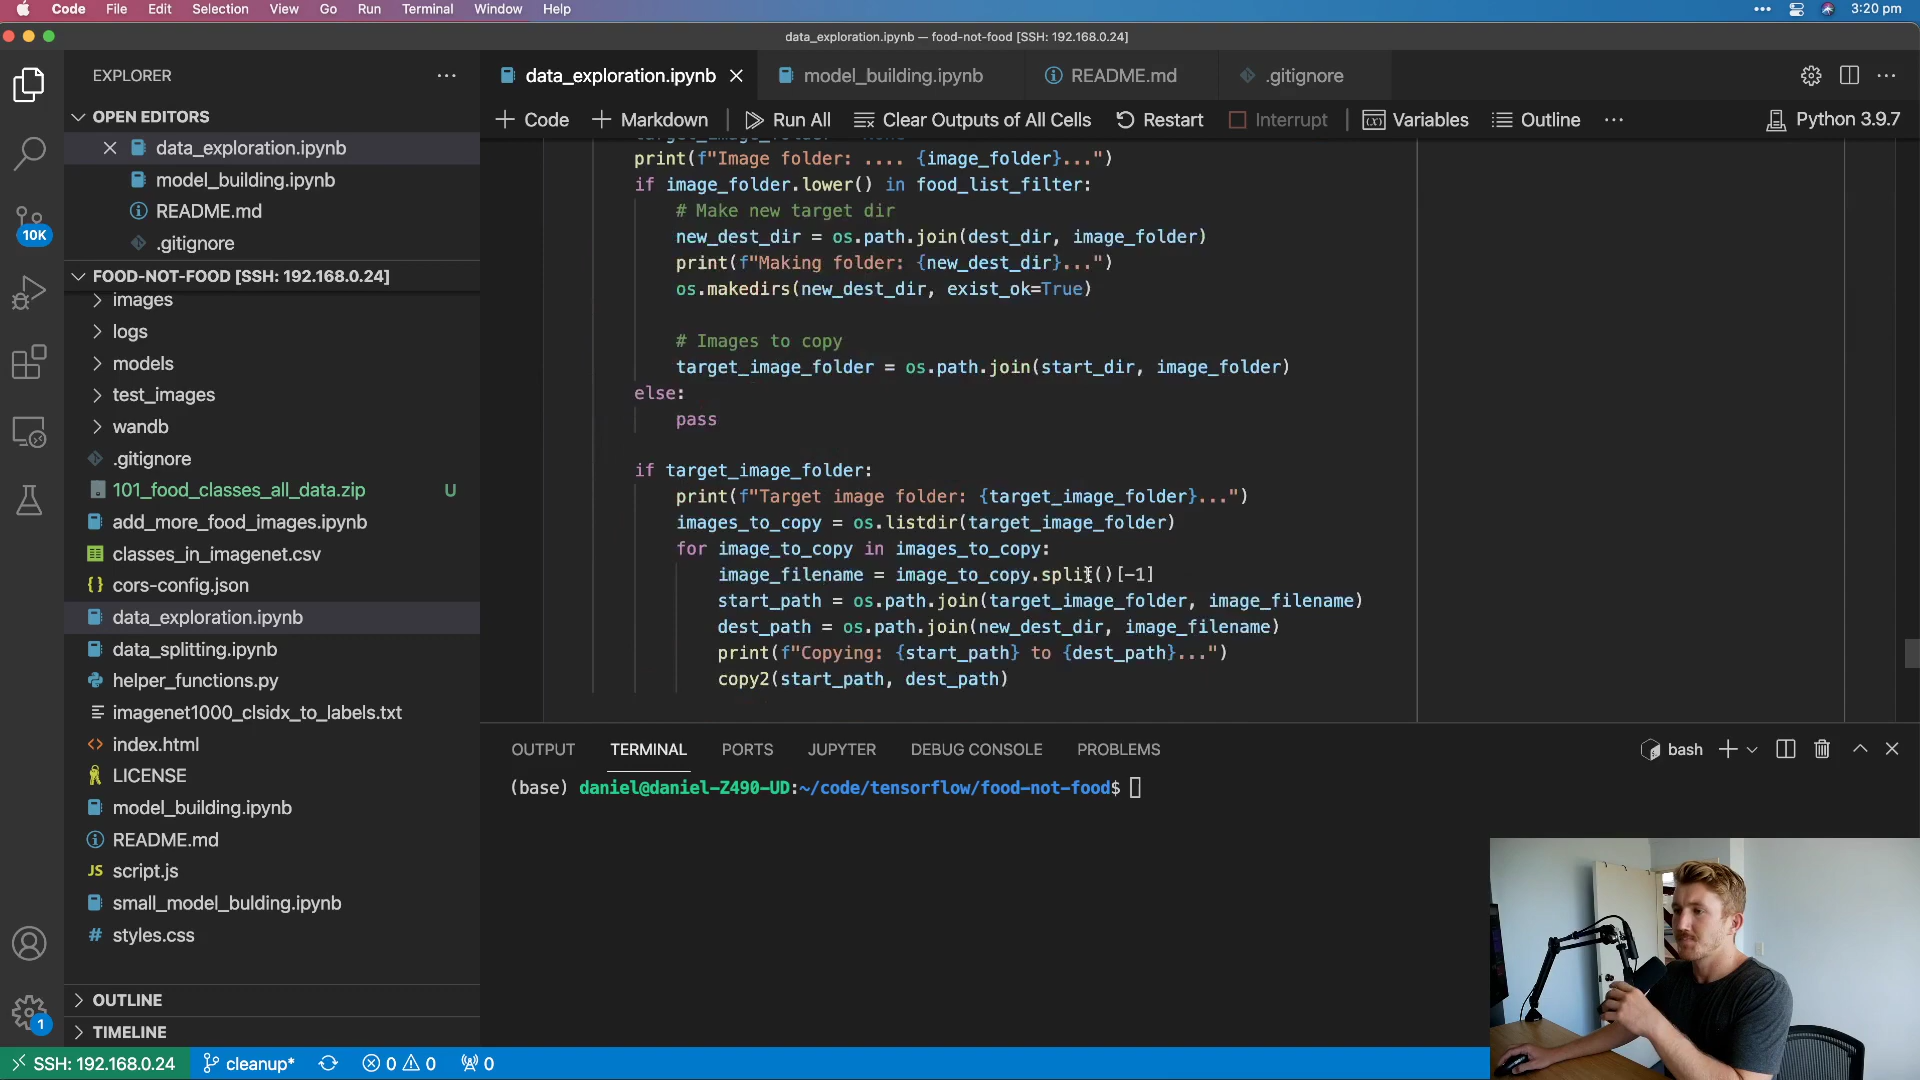 Code File Edit Selection View Go Run Terminal Window Help 3:20 pm
data_exploration.ipynb — food-not-food [SSH: 192.168.0.24]
EXPLORER
OPEN EDITORS
data_exploration.ipynb
model_building.ipynb
README.md
.gitignore
FOOD-NOT-FOOD [SSH: 192.168.0.24]
images
logs
models
test_images
wandb
.gitignore
101_food_classes_all_data.zip U
add_more_food_images.ipynb
classes_in_imagenet.csv
cors-config.json
data_exploration.ipynb
data_splitting.ipynb
helper_functions.py
imagenet1000_clsidx_to_labels.txt
index.html
LICENSE
model_building.ipynb
README.md
JS script.js
small_model_bulding.ipynb
# styles.css
OUTLINE
TIMELINE
10K
1
data_exploration.ipynb model_building.ipynb README.md .gitignore
Code Markdown Run All Clear Outputs of All Cells Restart Interrupt Variables Outline Python 3.9.7
print(f"Image folder: .... {image_folder}...")
if image_folder.lower() in food_list_filter:
# Make new target dir
new_dest_dir = os.path.join(dest_dir, image_folder)
print(f"Making folder: {new_dest_dir}...")
os.makedirs(new_dest_dir, exist_ok=True)
# Images to copy
target_image_folder = os.path.join(start_dir, image_folder)
else:
pass
if target_image_folder:
print(f"Target image folder: {target_image_folder}...")
images_to_copy = os.listdir(target_image_folder)
for image_to_copy in images_to_copy:
image_filename = image_to_copy.split()[-1]
start_path = os.path.join(target_image_folder, image_filename)
dest_path = os.path.join(new_dest_dir, image_filename)
print(f"Copying: {start_path} to {dest_path}...")
copy2(start_path, dest_path)
OUTPUT TERMINAL PORTS JUPYTER DEBUG CONSOLE PROBLEMS bash
(base) daniel@daniel-Z490-UD:~/code/tensorflow/food-not-food$
SSH: 192.168.0.24 cleanup* 0 0 0